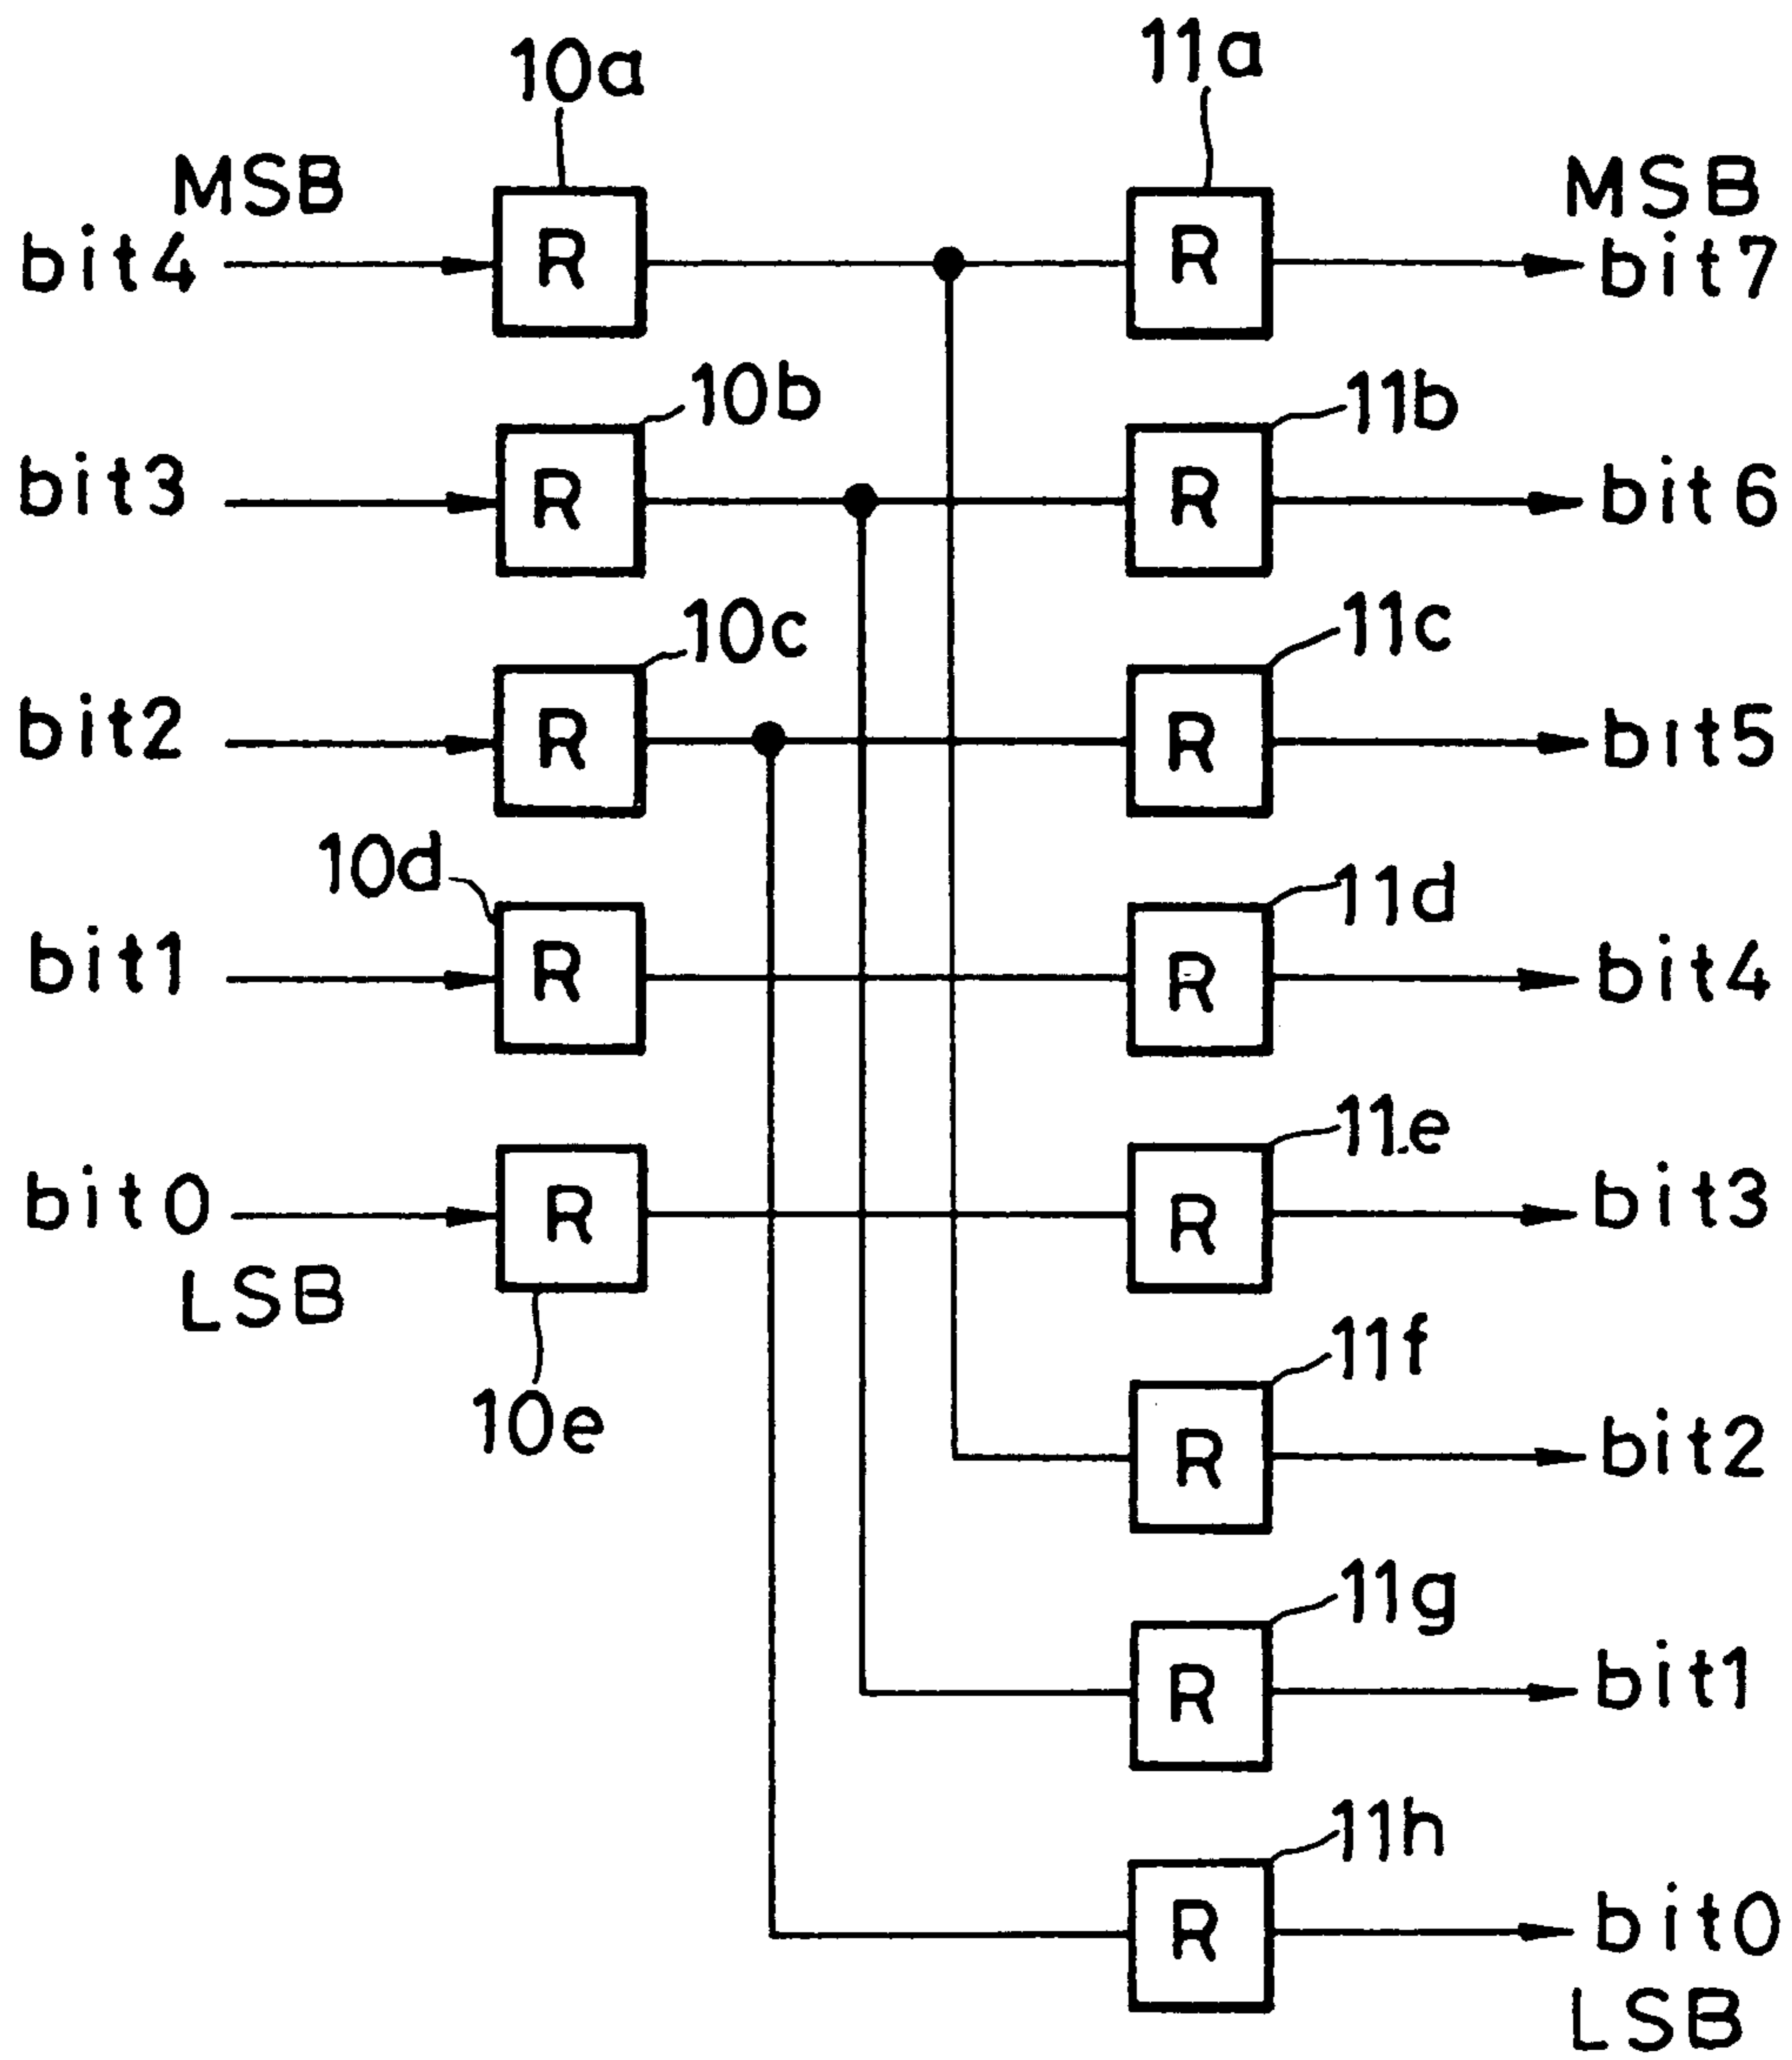 10a 11a
MSB MSB
bit4 R R bit7
10b 11b
bit3 R R bit6
10c 11c
bit2 R R bit5
10d 11d
bit1 R R bit4
11e
bit0 R R bit3
LSB
11f
10e
R bit2
11g
R bit1
11h
R bit0
LSB